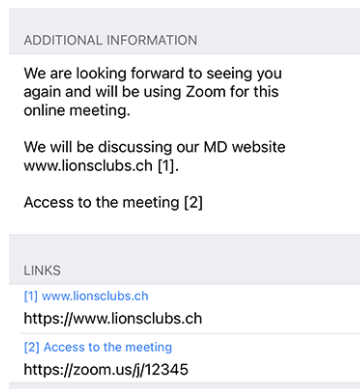 ADDITIONAL INFORMATION
We are looking forward to seeing you
again and will be using Zoom for this
online meeting.
We will be discussing our MD website
www.lionsclubs.ch [1].
Access to the meeting [2]
LINKS
[1] www.lionsclubs.ch
https://www.lionsclubs.ch
[2] Access to the meeting
https://zoom.us/j/12345